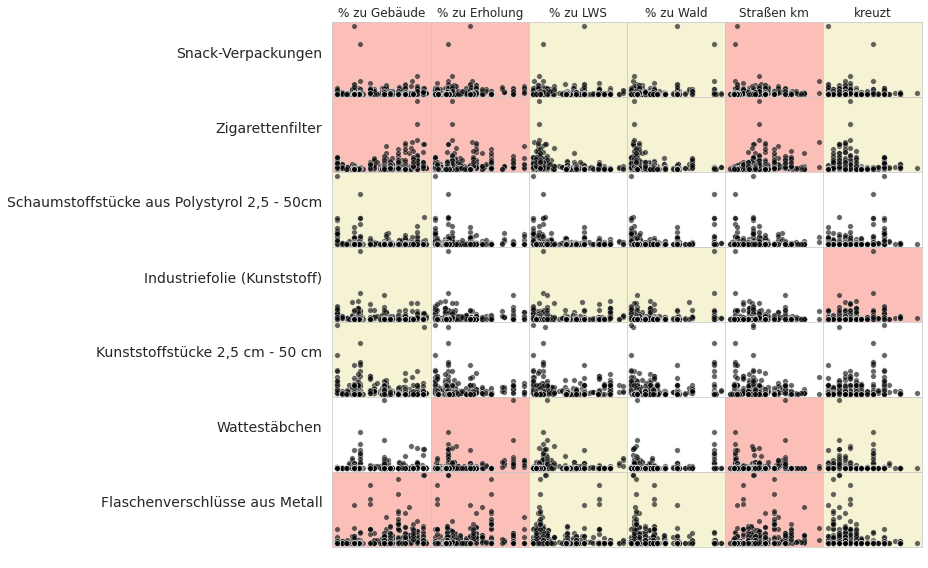 % zu Gebäude % zu Erholung % zu LWS % zu Wald Straßen km kreuzt
Snack-Verpackungen
Zigarettenfilter
Schaumstoffstücke aus Polystyrol 2,5 - 50cm
Industriefolie (Kunststoff)
Kunststoffstücke 2,5 cm - 50 cm
Wattestäbchen
Flaschenverschlüsse aus Metall